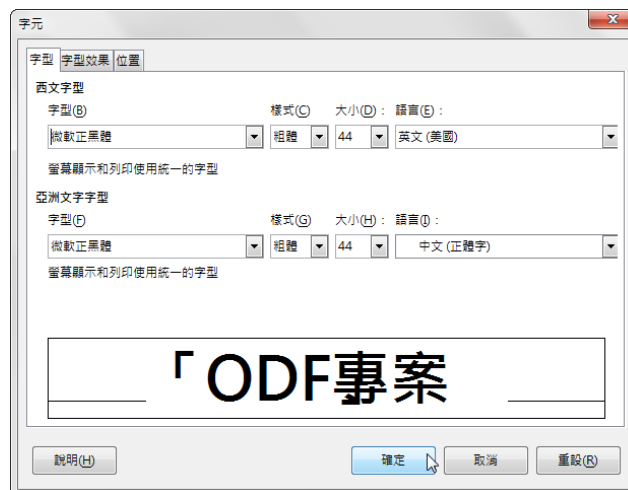 字元
字型 字型效果 位置
西文字型
字型(B) 樣式(C) 大小(D)： 語言(E)：
微軟正黑體 粗體 44 英文 (美國)
螢幕顯示和列印使用統一的字型
亞洲文字字型
字型(F) 樣式(G) 大小(H)： 語言(I)：
微軟正黑體 粗體 44 中文 (正體字)
螢幕顯示和列印使用統一的字型
「ODF專案
說明(H) 確定 取消 重設(R)